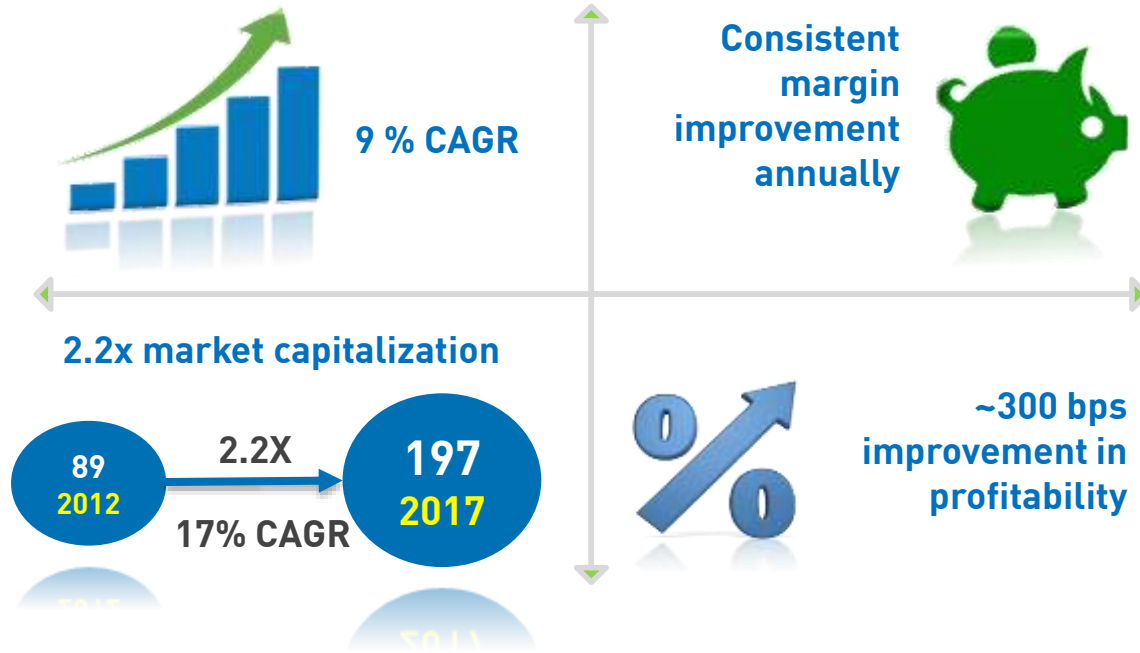 9 % CAGR
Consistent
margin
improvement
annually
2.2x market capitalization
89
2012
2.2X
17% CAGR
197
2017
~300 bps
improvement in
profitability